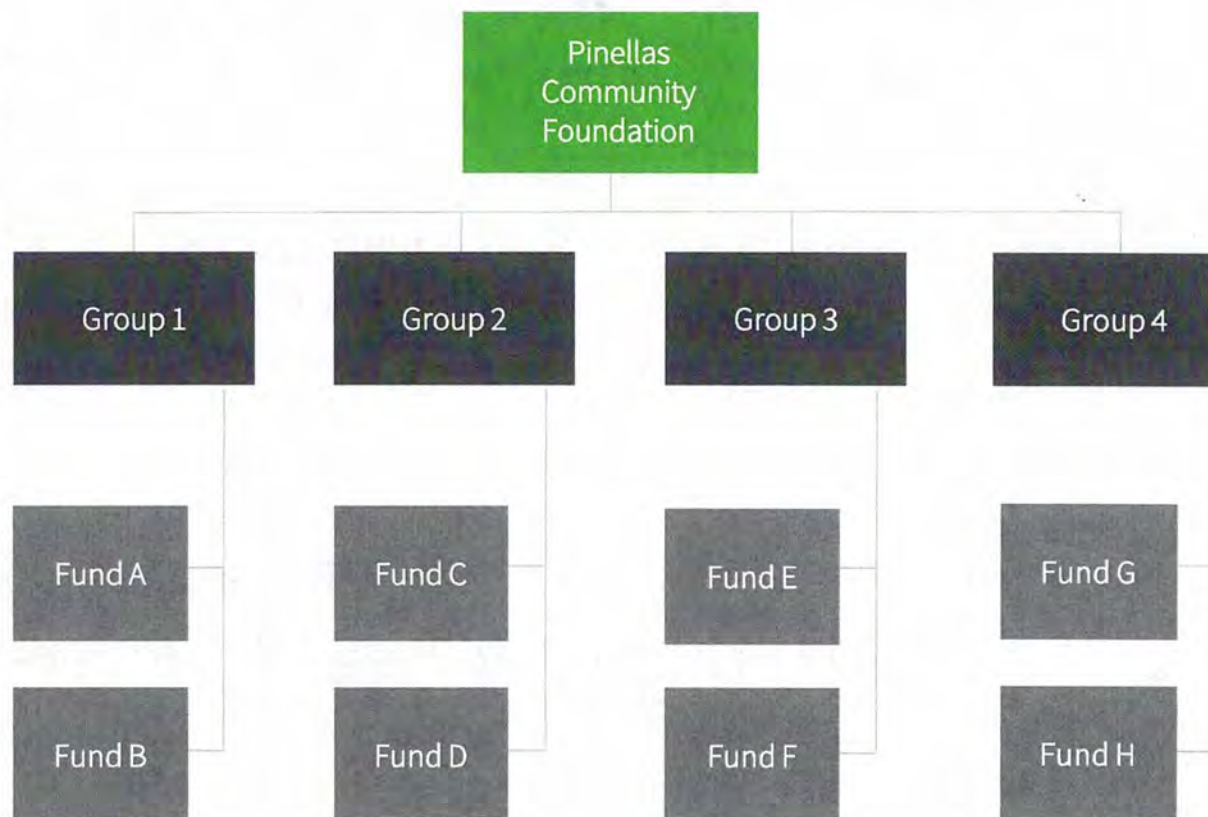 Pinellas
Community
Foundation
Group 1
Group 2
Group 3
Group 4
Fund A
Fund C
Fund E
Fund G
Fund B
Fund D
Fund F
Fund H